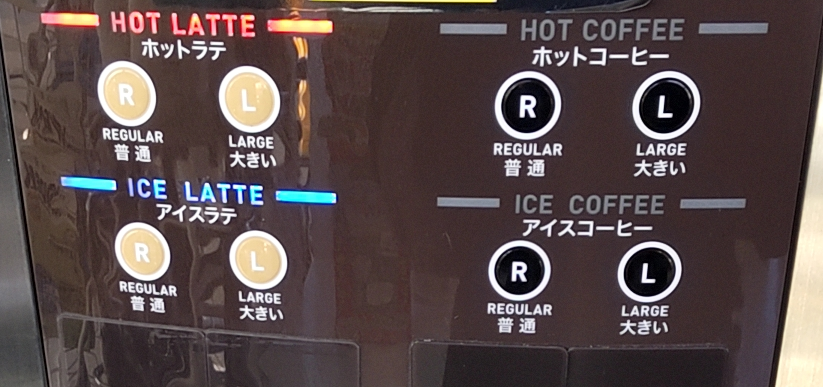 HOT LATTE
ホットラテ
R L
REGULAR LARGE
普通 大きい
ICE LATTE
アイスラテ
R L
REGULAR LARGE
普通 大きい
HOT COFFEE
ホットコーヒー
R L
REGULAR LARGE
普通 大きい
ICE COFFEE
アイスコーヒー
R L
REGULAR LARGE
普通 大きい